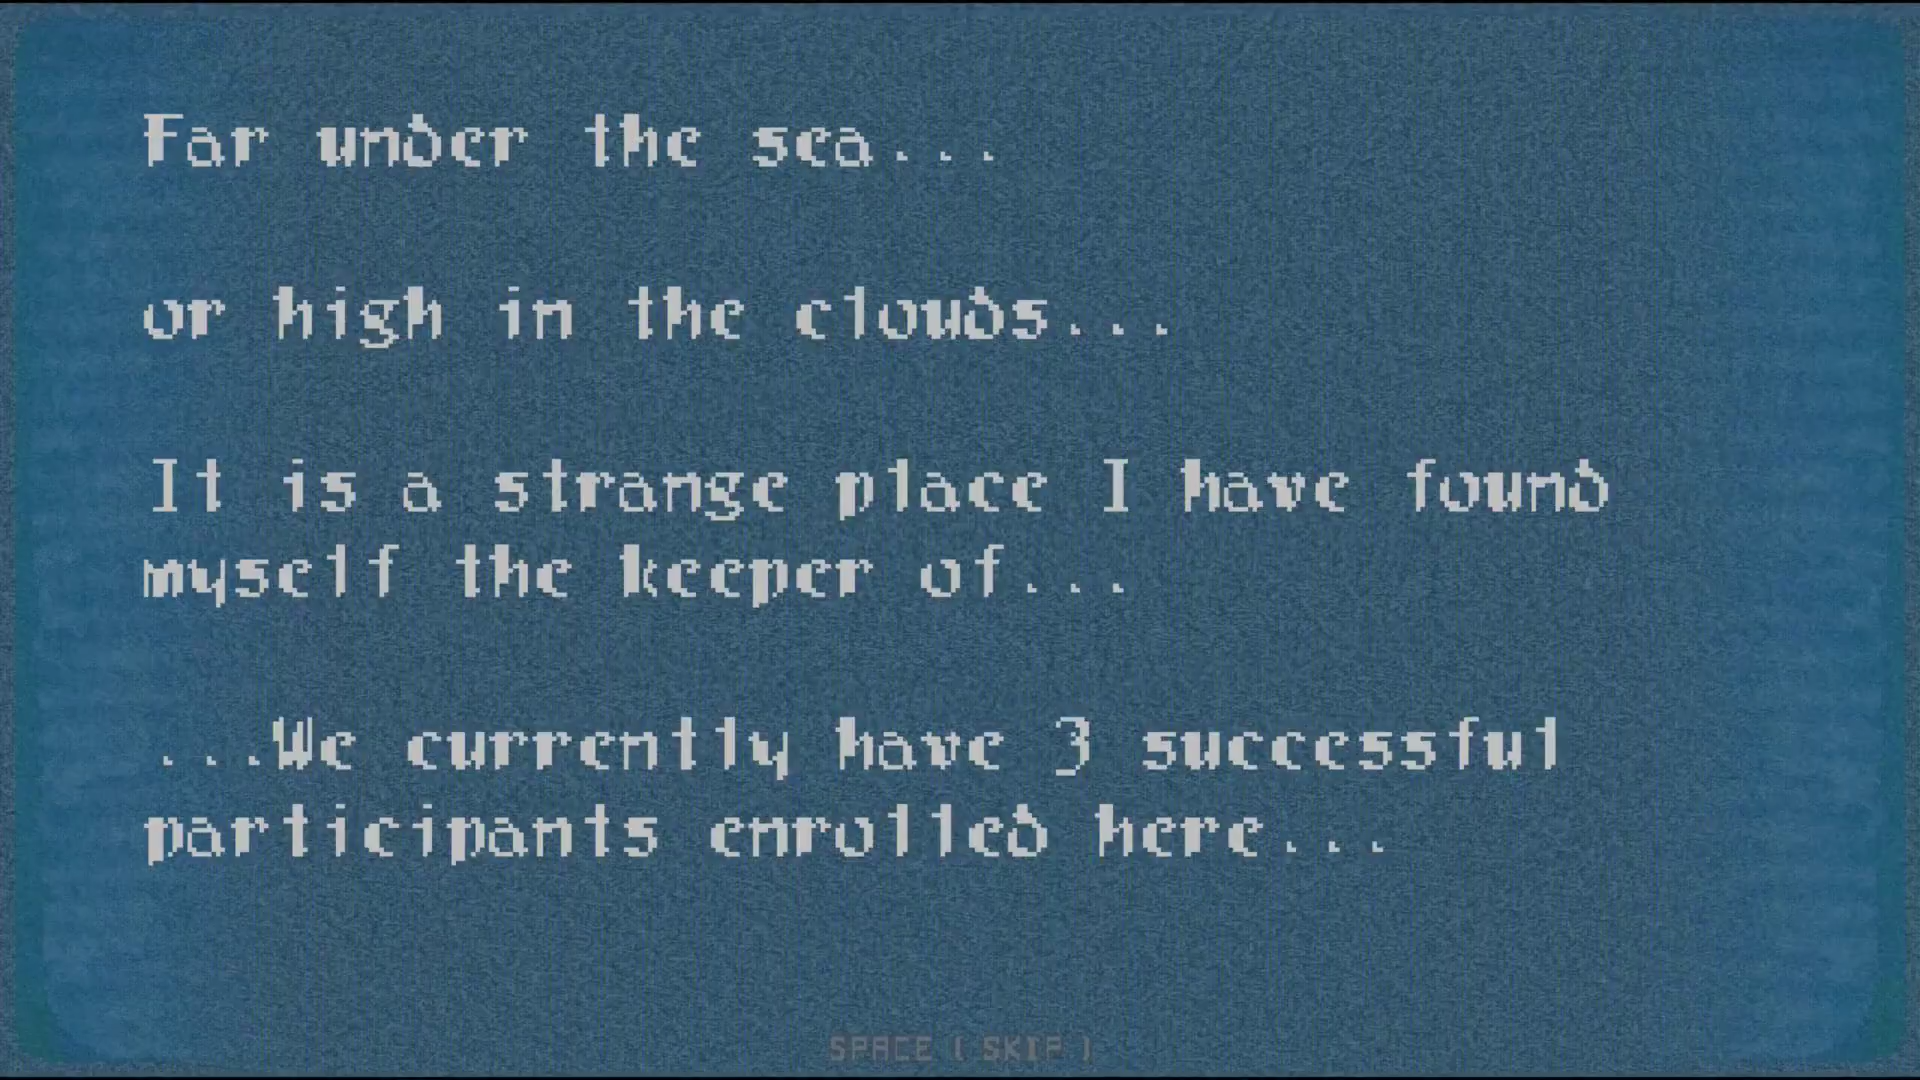 Far under the sea...
or high in the clouds...
It is a strange place I have found
myself the keeper of...
...We currently have 3 successful
participants enrolled here...
SPACE ( SKIP )